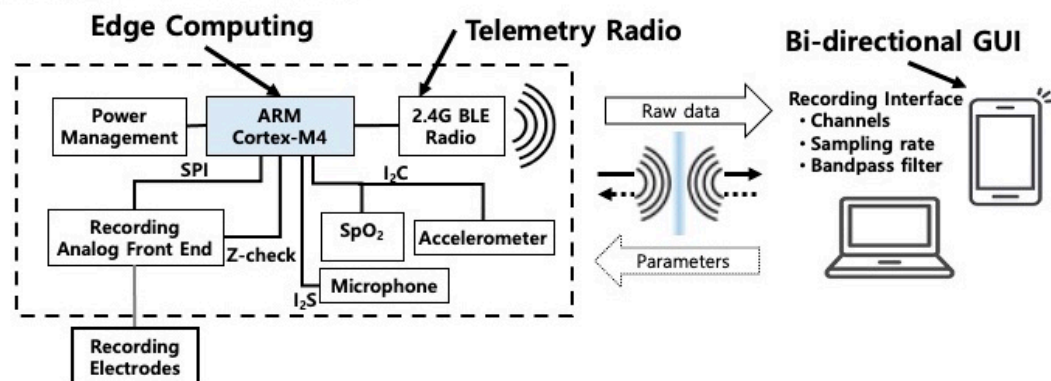 Edge Computing
Telemetry Radio
Bi-directional GUI
Power
Management
ARM
Cortex-M4
2.4G BLE
Radio
SPI
I₂C
Recording
Analog Front End
Z-check
SpO₂
Accelerometer
I₂S
Microphone
Recording
Electrodes
Raw data
Parameters
Recording Interface
· Channels
· Sampling rate
· Bandpass filter